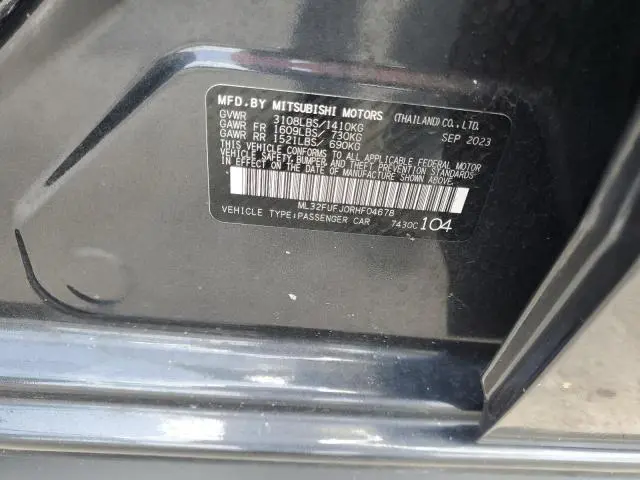 MFD.BY MITSUBISHI MOTORS (THAILAND) CO.,LTD.
GVWR 3108LBS/1410KG SEP 2023
GAWR FR 1609LBS/ 730KG
GAWR RR 1521LBS/ 690KG
THIS VEHICLE CONFORMS TO ALL APPLICABLE FEDERAL MOTOR
VEHICLE SAFETY,BUMPER AND THEFT PREVENTION STANDARDS
IN EFFECT ON THE DATE OF MANUFACTURE SHOWN ABOVE.
ML32FUFJ0RHF04678
VEHICLE TYPE:PASSENGER CAR 7430C 104